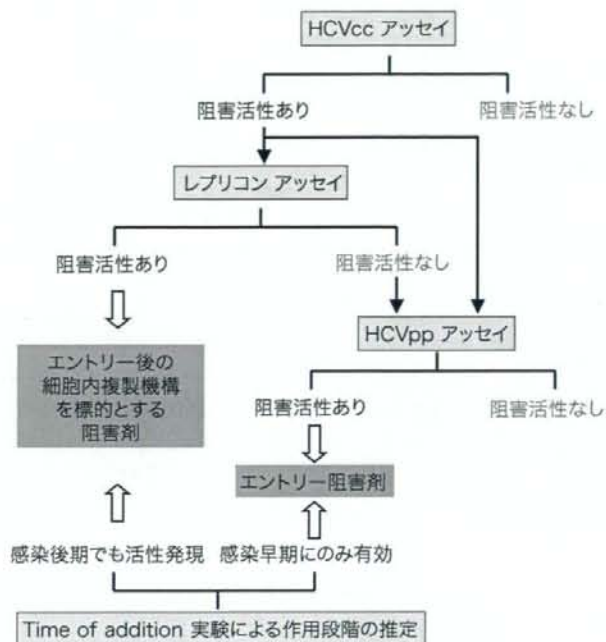 HCVcc アッセイ
阻害活性あり
阻害活性なし
レプリコン アッセイ
阻害活性あり
阻害活性なし
HCVpp アッセイ
エントリー後の
細胞内複製機構
を標的とする
阻害剤
阻害活性あり
阻害活性なし
エントリー阻害剤
感染後期でも活性発現
感染早期にのみ有効
Time of addition 実験による作用段階の推定